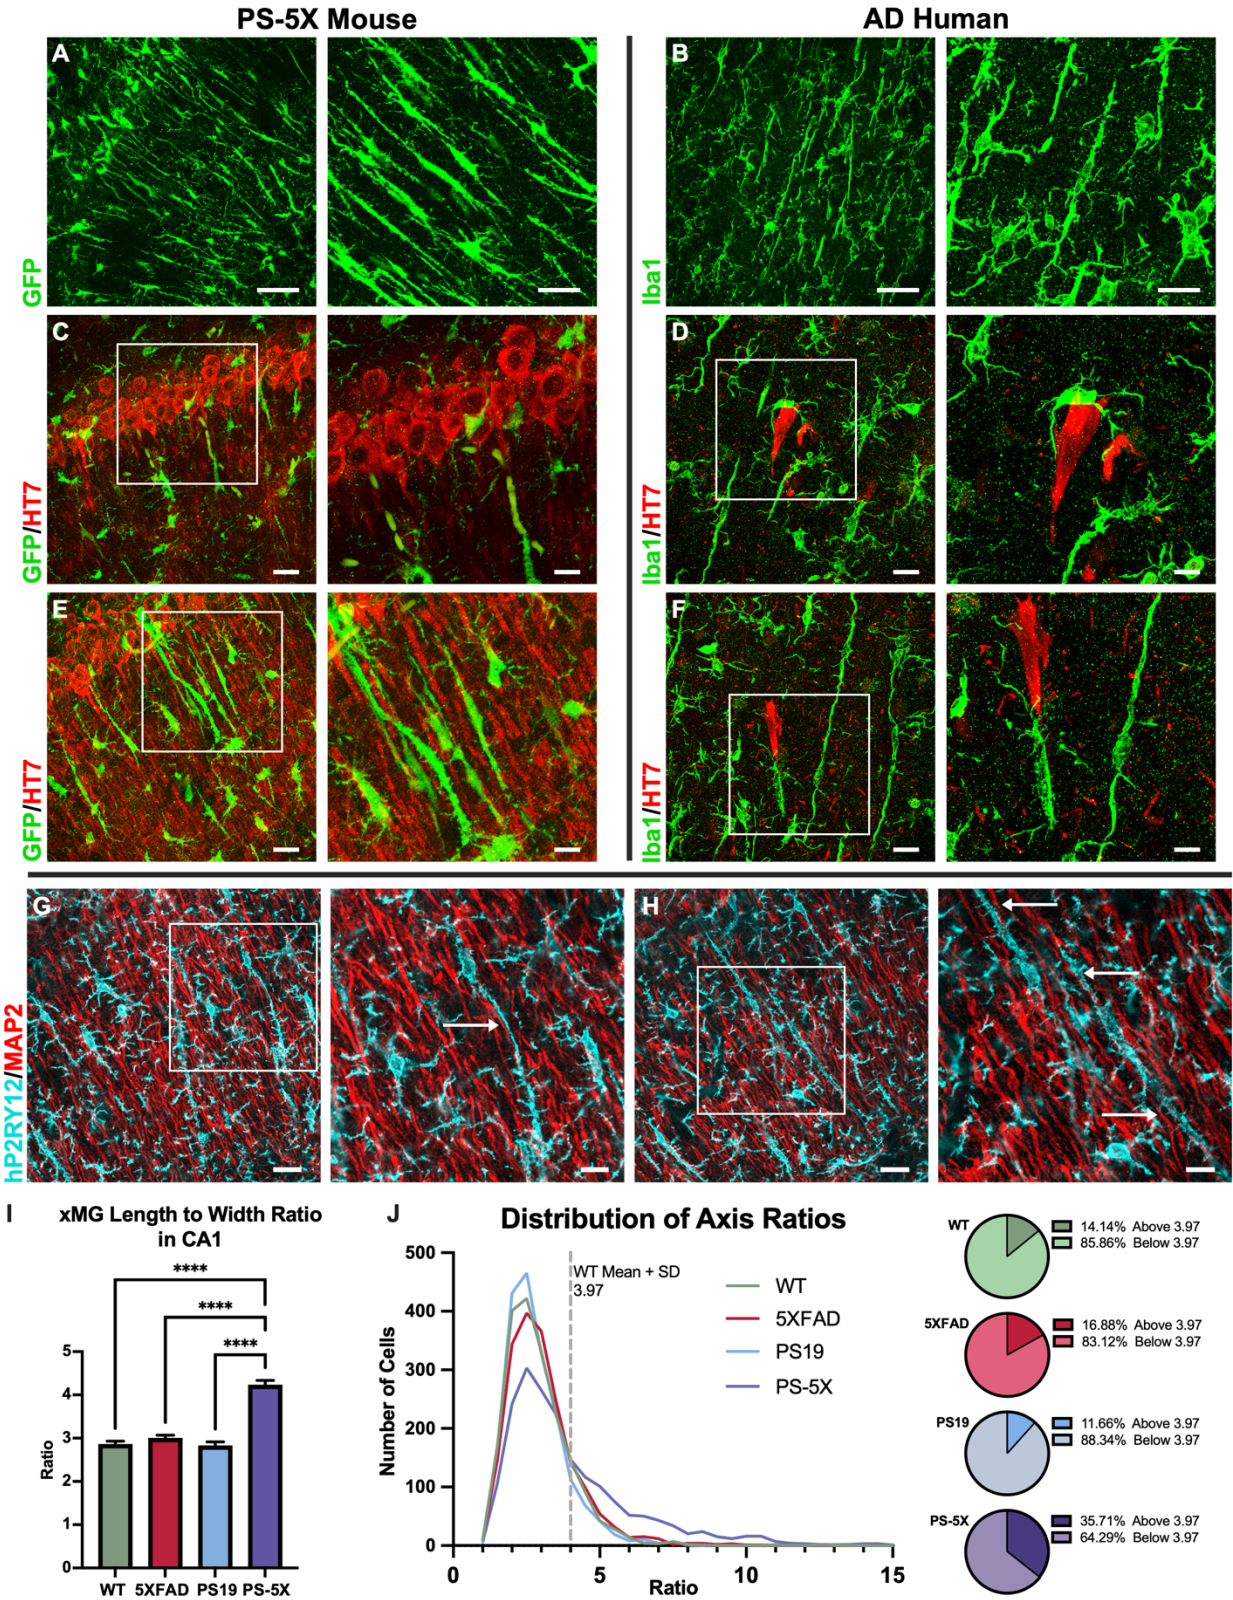 PS-5X Mouse
AD Human
A
B
GFP
Iba1
C
D
GFP/HT7
Iba1/HT7
E
F
GFP/HT7
Iba1/HT7
G
H
hP2RY12/MAP2
I
xMG Length to Width Ratio
in CA1
****
****
****
5
4
3
2
1
0
Ratio
WT
5XFAD
PS19
PS-5X
J
Distribution of Axis Ratios
500
400
300
200
100
0
Number of Cells
WT Mean + SD
3.97
WT
5XFAD
PS19
PS-5X
0
5
10
15
Ratio
WT
14.14% Above 3.97
85.86% Below 3.97
5XFAD
16.88% Above 3.97
83.12% Below 3.97
PS19
11.66% Above 3.97
88.34% Below 3.97
PS-5X
35.71% Above 3.97
64.29% Below 3.97